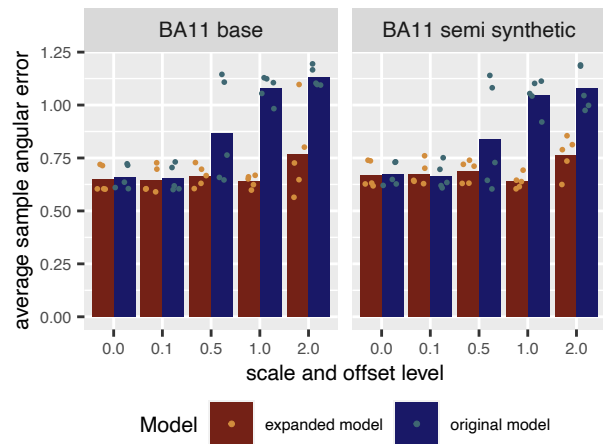 BA11 base
BA11 semi synthetic
average sample angular error
1.25
1.00
0.75
0.50
0.25
0.00
0.0 0.1 0.5 1.0 2.0
0.0 0.1 0.5 1.0 2.0
scale and offset level
Model expanded model original model